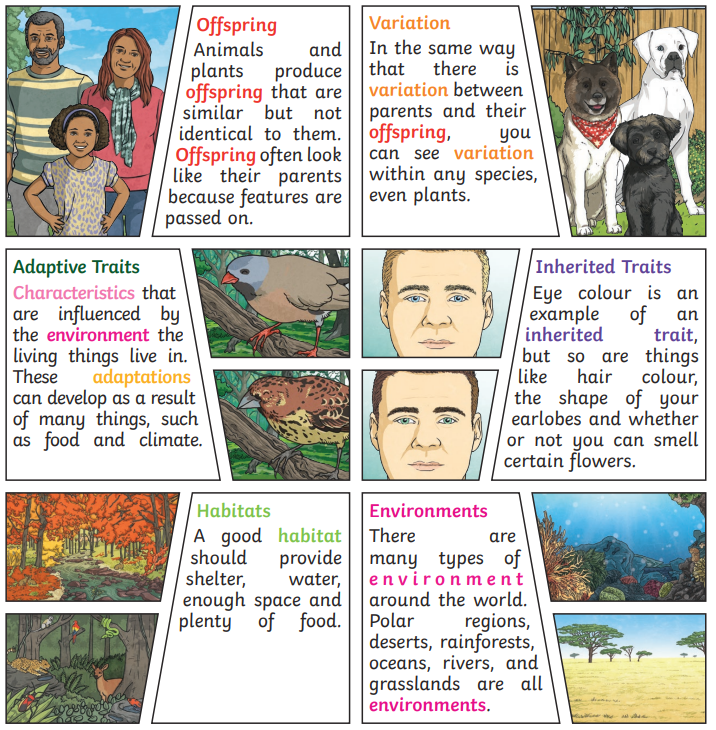 Offspring
Animals and
plants produce
offspring that are
similar but not
identical to them.
Offspring often look
like their parents
because features are
passed on.
Variation
In the same way
that there is
variation between
parents and their
offspring, you
can see variation
within any species,
even plants.
Adaptive Traits
Characteristics that
are influenced by
the environment the
living things live in.
These adaptations
can develop as a result
of many things, such
as food and climate.
Inherited Traits
Eye colour is an
example of an
inherited trait,
but so are things
like hair colour,
the shape of your
earlobes and whether
or not you can smell
certain flowers.
Habitats
A good habitat
should provide
shelter, water,
enough space and
plenty of food.
Environments
There are
many types of
environment
around the world.
Polar regions,
deserts, rainforests,
oceans, rivers, and
grasslands are all
environments.